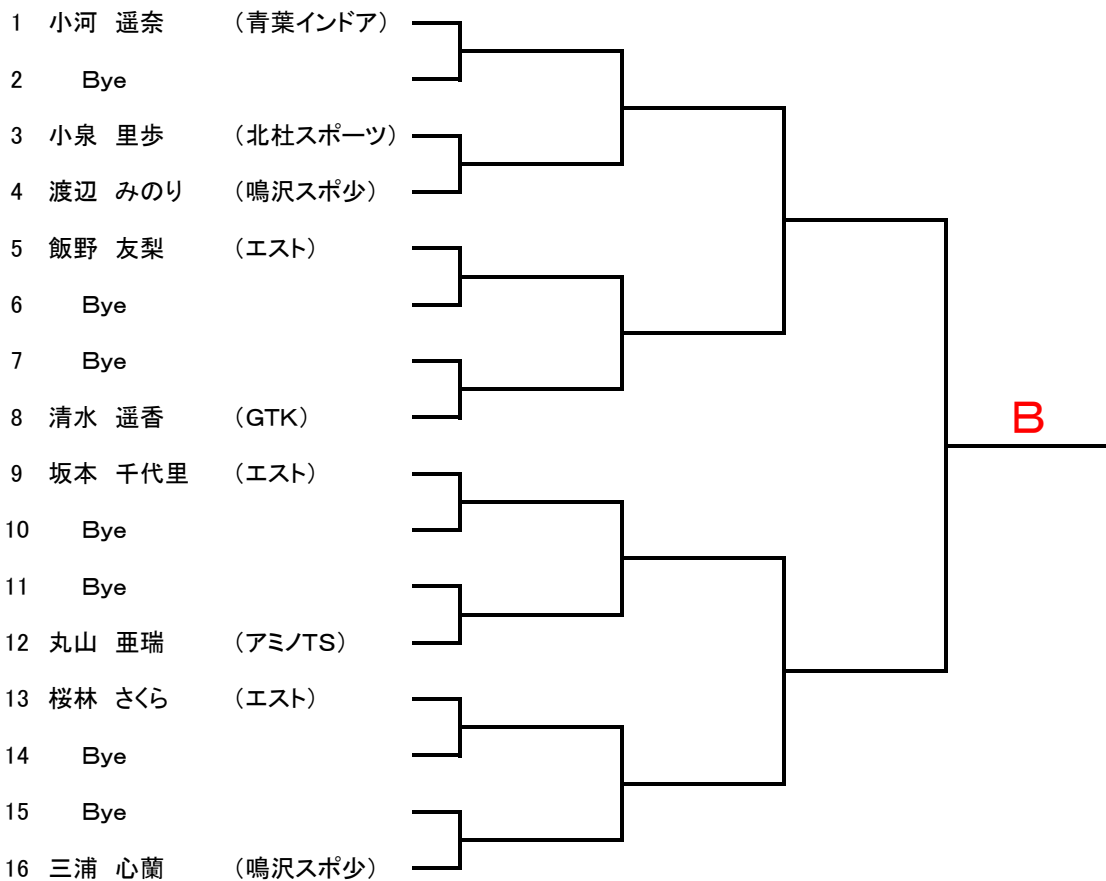 1 小河 遥奈 （青葉インドア）
2 Bye
3 小泉 里歩 （北杜スポーツ）
4 渡辺 みのり （鳴沢スポ少）
5 飯野 友梨 （エスト）
6 Bye
7 Bye
8 清水 遥香 （GTK）
B
9 坂本 千代里 （エスト）
10 Bye
11 Bye
12 丸山 亜瑞 （アミノTS）
13 桜林 さくら （エスト）
14 Bye
15 Bye
16 三浦 心蘭 （鳴沢スポ少）